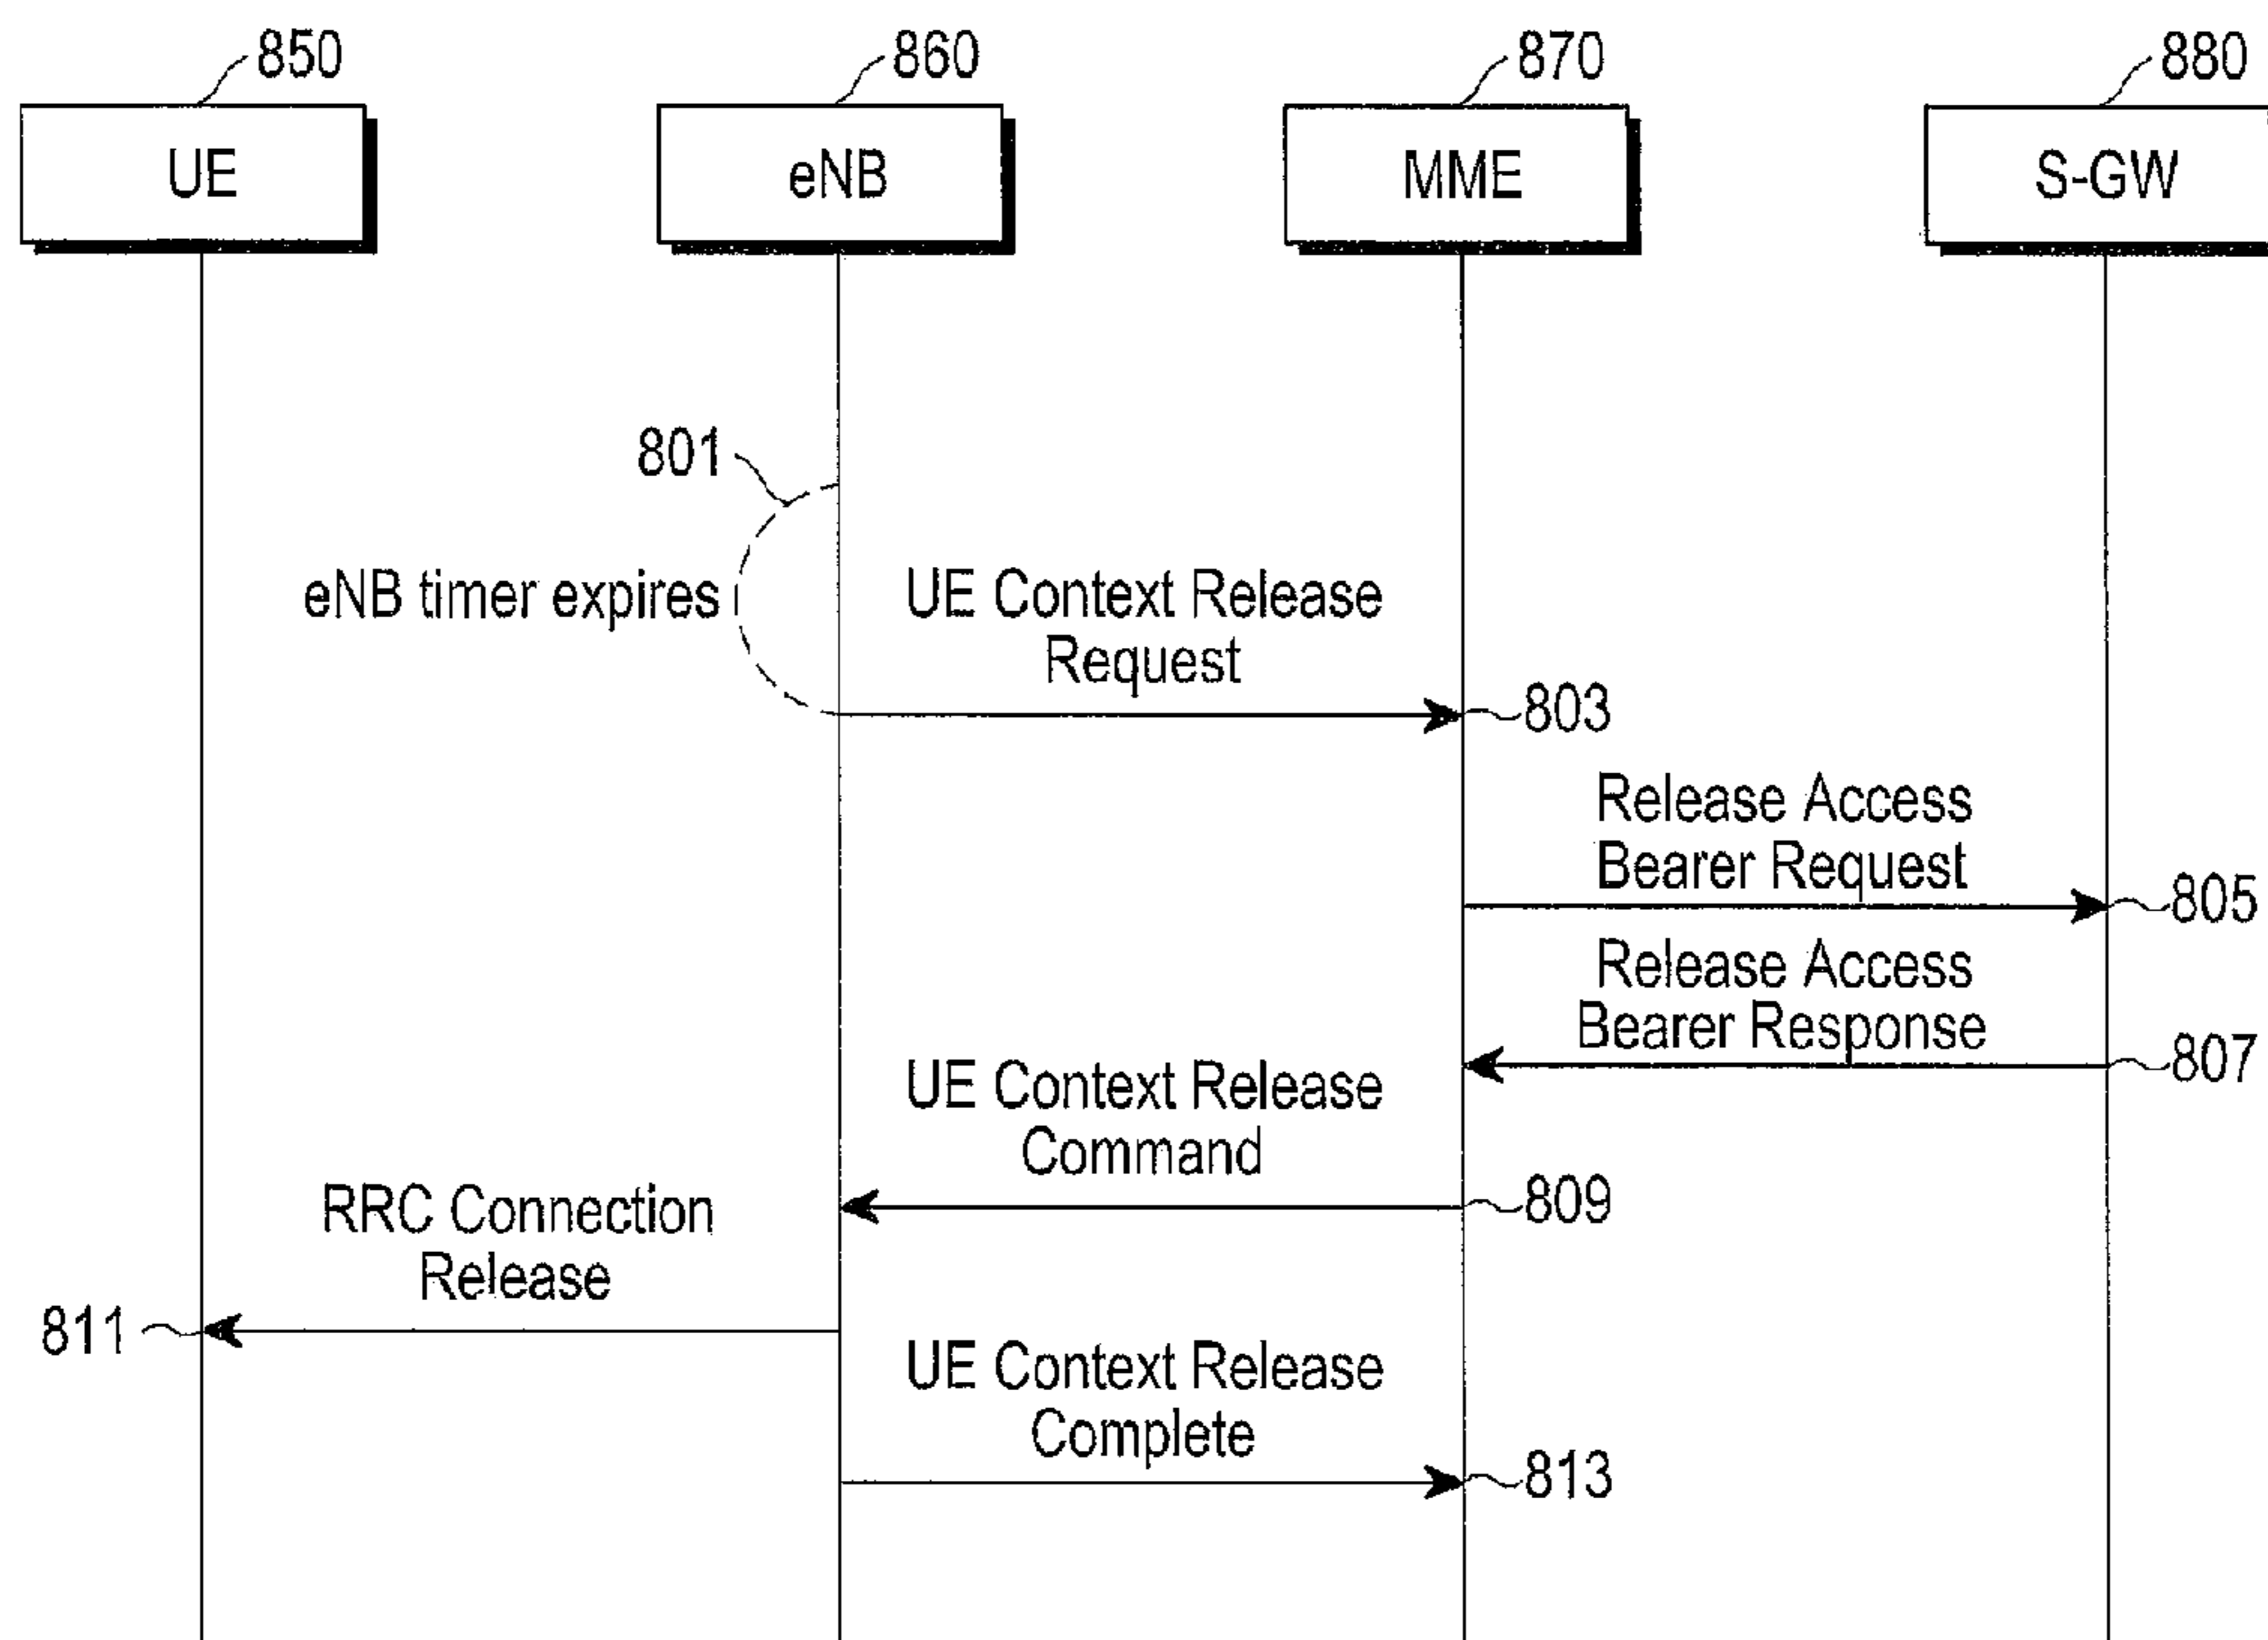 850
860
870
880
UE
eNB
MME
S-GW
801
eNB timer expires
UE Context Release
Request
803
Release Access
Bearer Request
805
Release Access
Bearer Response
807
UE Context Release
Command
809
RRC Connection
Release
811
UE Context Release
Complete
813